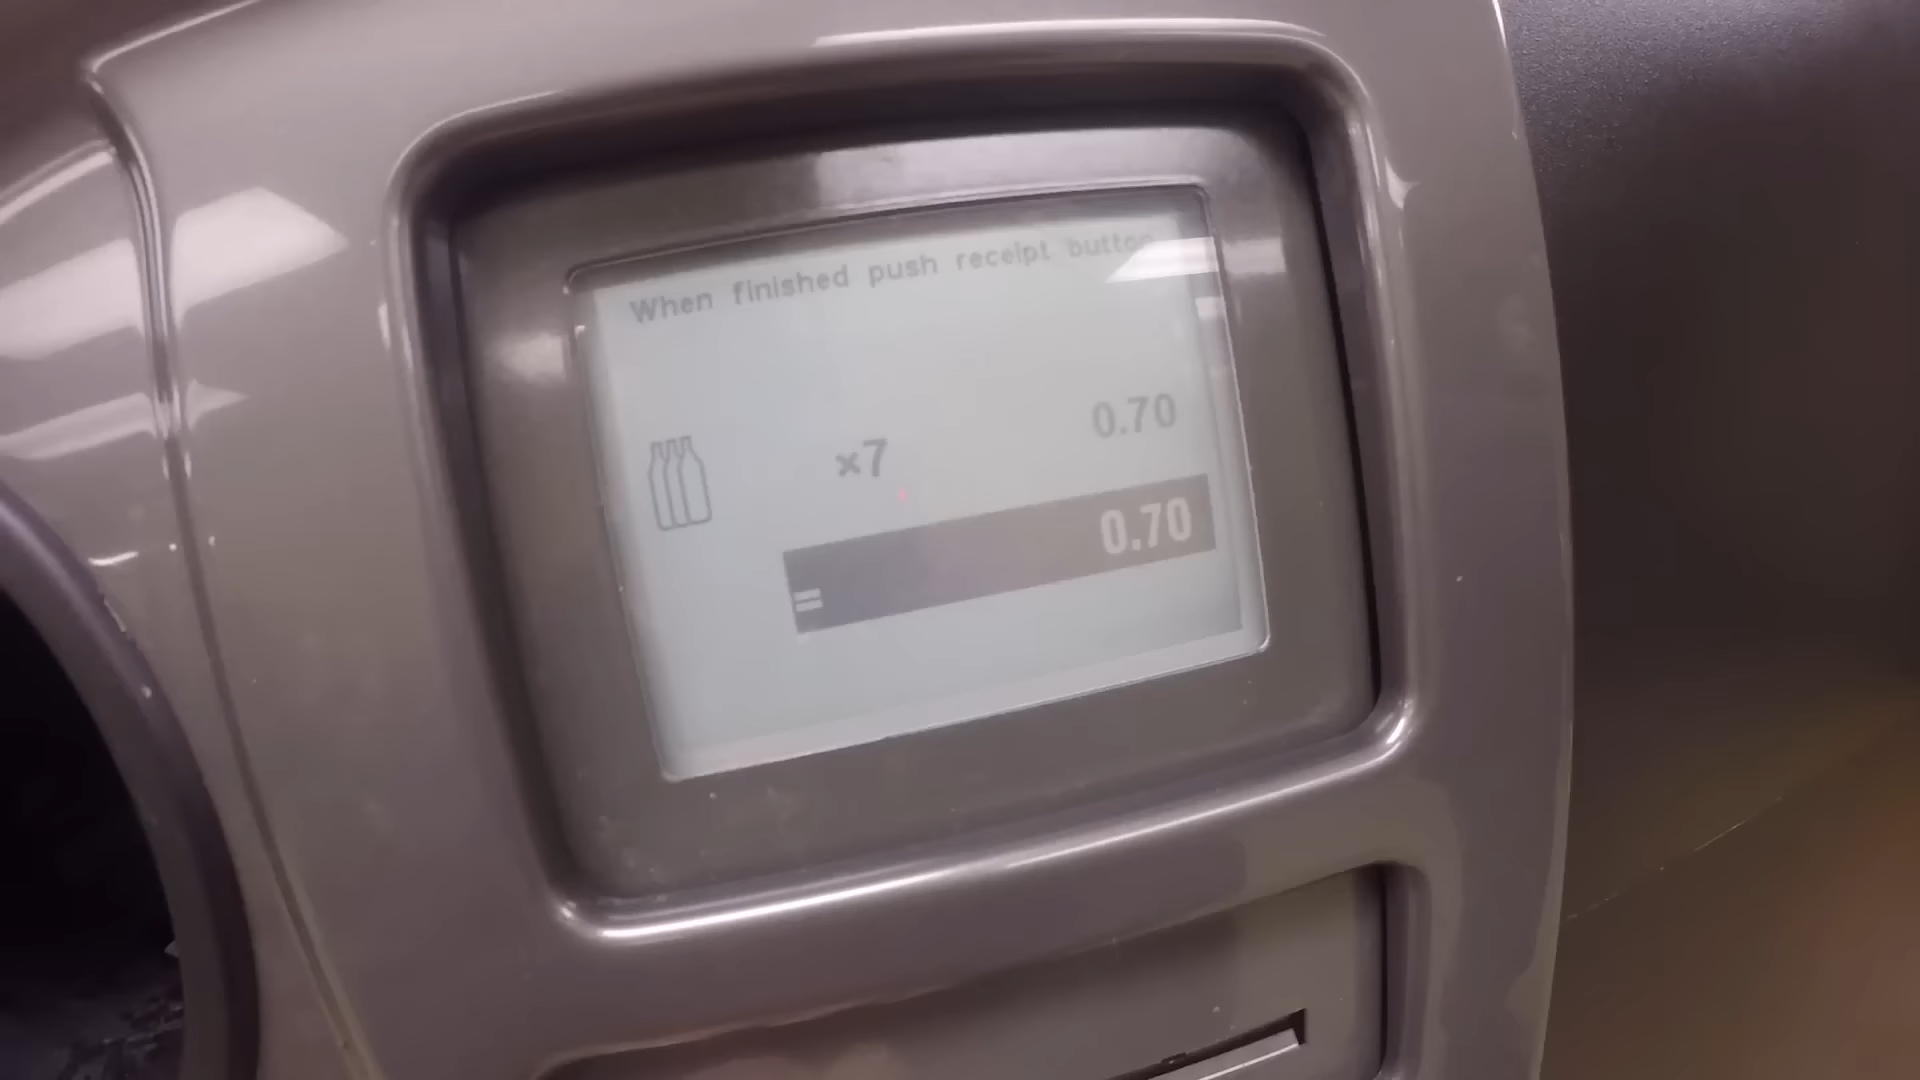 When finished push receipt button
×7 0.70
= 0.70